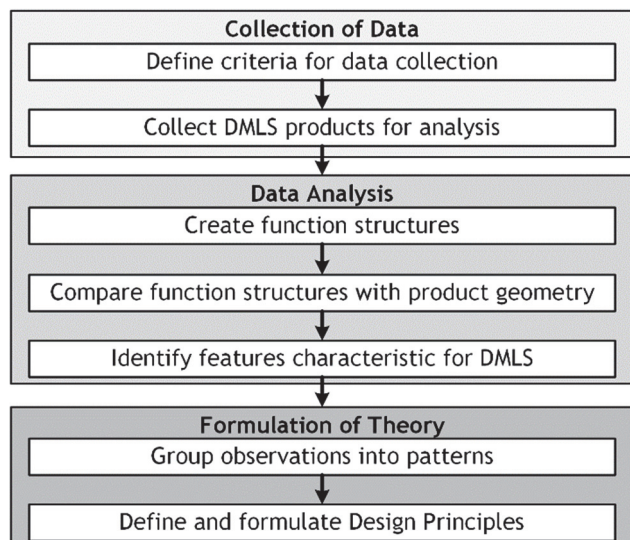 Collection of Data
Define criteria for data collection
Collect DMLS products for analysis
Data Analysis
Create function structures
Compare function structures with product geometry
Identify features characteristic for DMLS
Formulation of Theory
Group observations into patterns
Define and formulate Design Principles